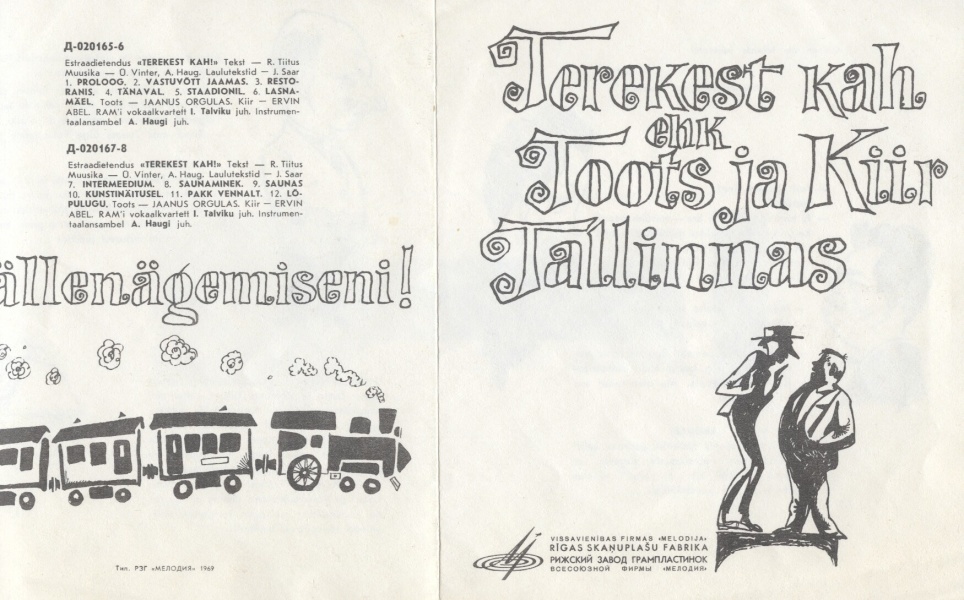 Д-020165-6
Estraadietendus «TEREKEST KAH!» Tekst — R. Tiitus
Muusika — Ü. Vinter, A. Haug. Laulutekstid — J. Saar
1. PROLOOG. 2. VASTUVÕTT JAAMAS. 3. RESTO-
RANIS. 4. TÄNAVAL. 5. STAADIONIL. 6. LASNA-
MÄEL. Toots — JAANUS ORGULAS. Kiir — ERVIN
ABEL. RAM'i vokaalkvartett I. Talviku juh. Instrumen-
taalansambel A. Haugi juh.
Д-020167-8
Estraadietendus «TEREKEST KAH!» Tekst — R. Tiitus
Muusika — Ü. Vinter, A. Haug. Laulutekstid — J. Saar
7. INTERMEEDIUM. 8. SAUNAMINEK. 9. SAUNAS
10. KUNSTINÄITUSEL. 11. PAKK VENNALT. 12. LÕ-
PULUGU. Toots — JAANUS ORGULAS. Kiir — ERVIN
ABEL. RAM'i vokaalkvartett I. Talviku juh. Instrumen-
taalansambel A. Haugi juh.
ällenägemiseni!
Тип. РЗГ «МЕЛОДИЯ» 1969
Terekest kah
ehk
Toots ja Kiir
Tallinnas
VISSAVIENĪBAS FIRMAS «MELODIJA»
RĪGAS SKAŅUPLAŠU FABRIKA
РИЖСКИЙ ЗАВОД ГРАМПЛАСТИНОК
ВСЕСОЮЗНОЙ ФИРМЫ «МЕЛОДИЯ»